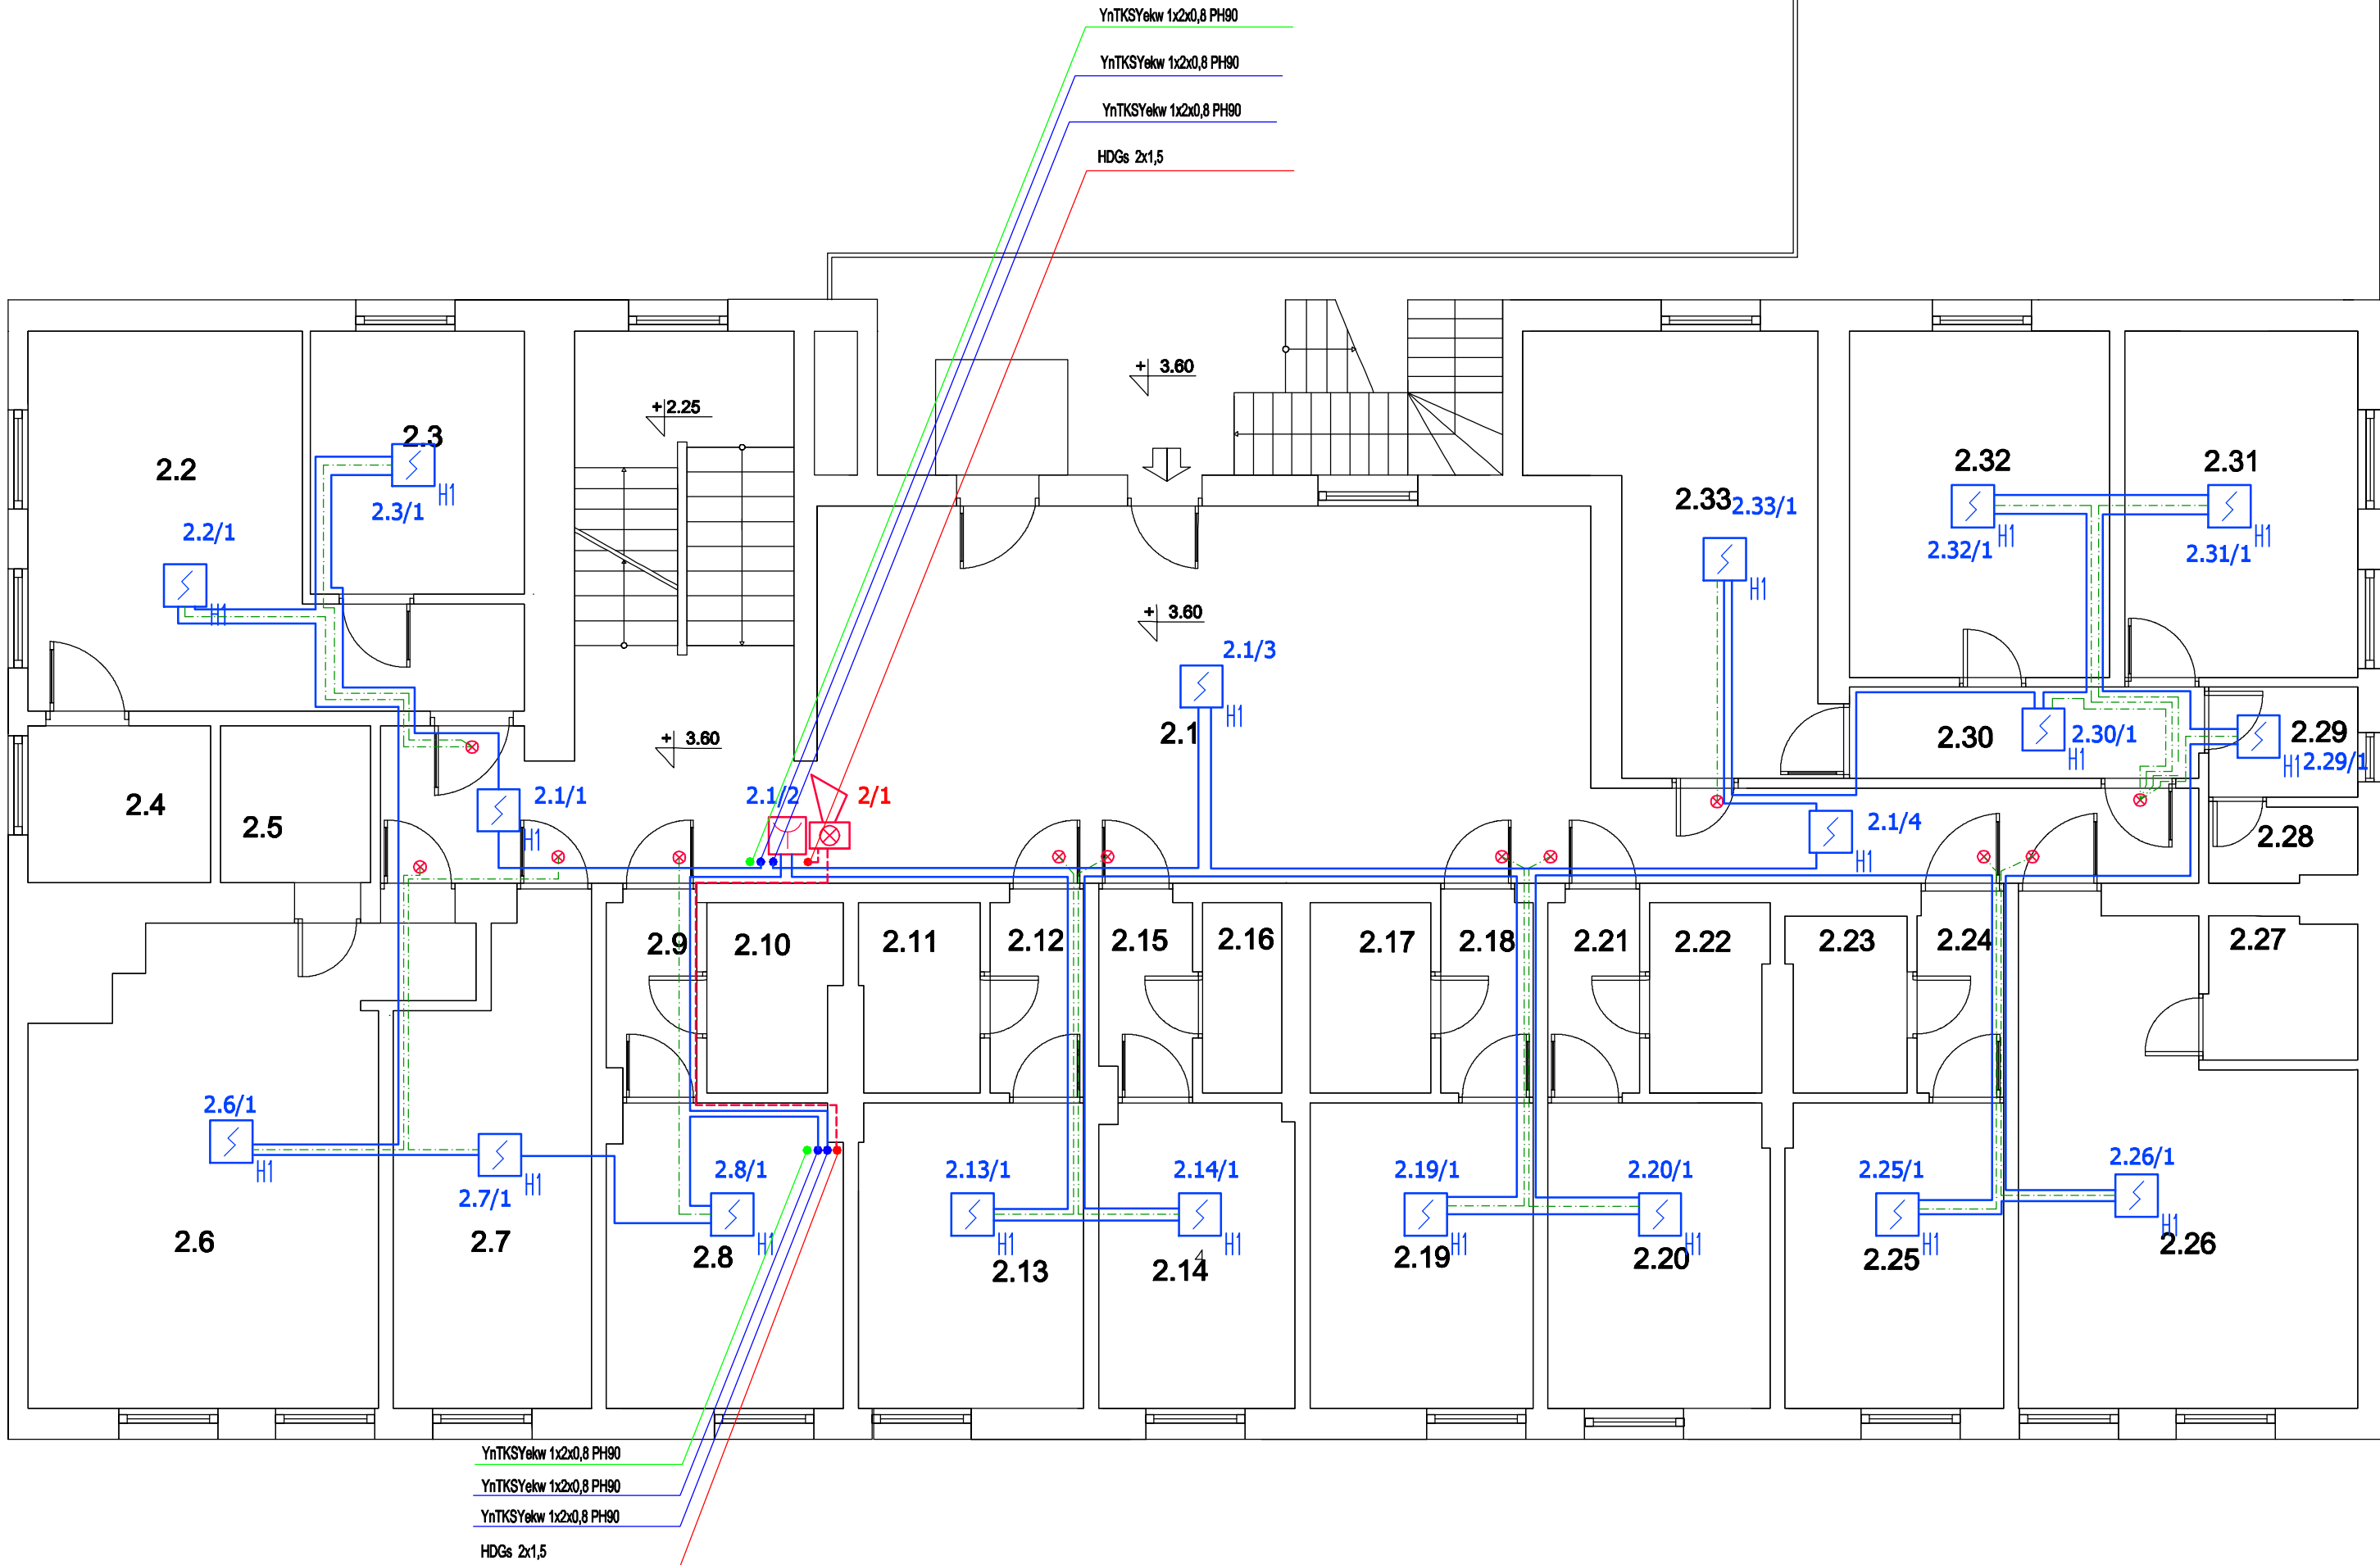 YnTKSYekw 1x2x0,8 PH90
YnTKSYekw 1x2x0,8 PH90
YnTKSYekw 1x2x0,8 PH90
HDGs 2x1,5
+ 3.60
+ 2.25
2.3
2.2
2.3/1
H1
2.2/1
H1
2.33
2.33/1
H1
2.32
2.32/1
H1
2.31
2.31/1
H1
+ 3.60
2.1/3
H1
2.1
+ 3.60
2.30
2.30/1
H1
2.29
2.29/1
H1
2.4
2.5
2.1/1
H1
2.1/2
2/1
2.1/4
H1
2.28
2.9
2.10
2.11
2.12
2.15
2.16
2.17
2.18
2.21
2.22
2.23
2.24
2.27
2.6/1
H1
2.6
2.7/1
H1
2.7
2.8/1
H1
2.8
2.13/1
H1
2.13
2.14/1
H1
4
2.14
2.19/1
H1
2.19
2.20/1
H1
2.20
2.25/1
H1
2.25
2.26/1
H1
2.26
YnTKSYekw 1x2x0,8 PH90
YnTKSYekw 1x2x0,8 PH90
YnTKSYekw 1x2x0,8 PH90
HDGs 2x1,5